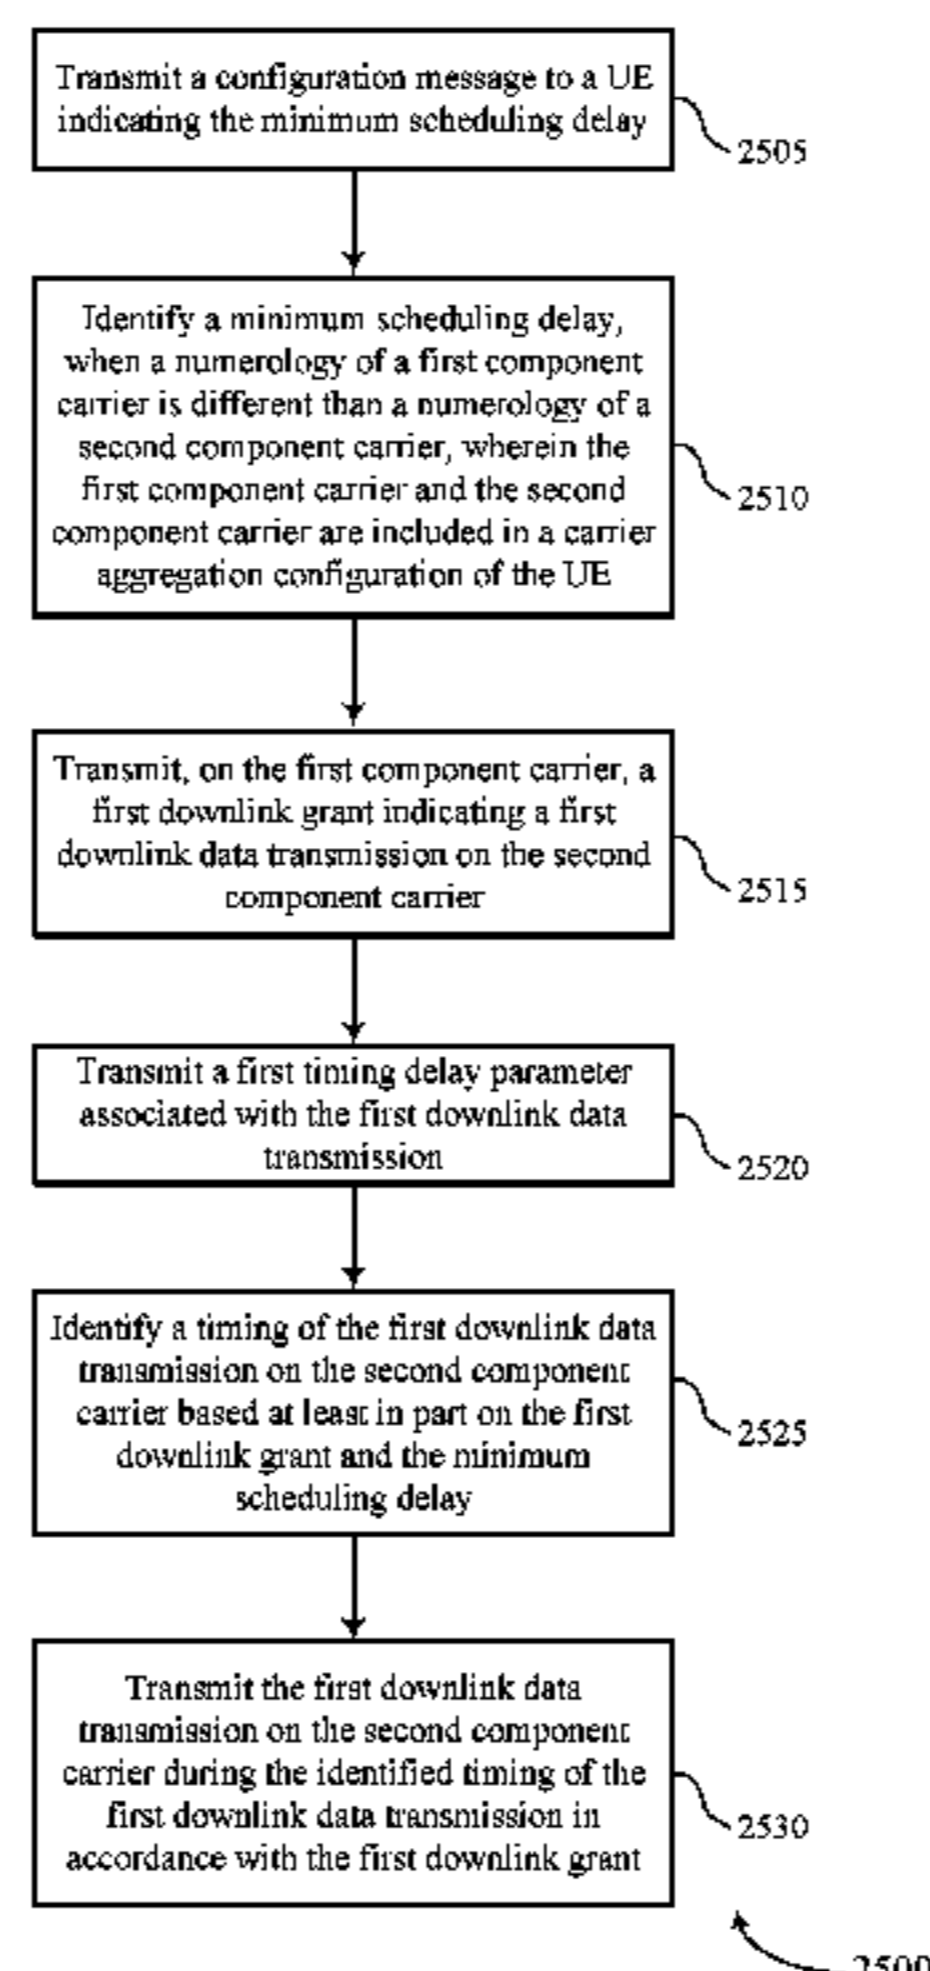 Transmit a configuration message to a UE
indicating the minimum scheduling delay
2505
Identify a minimum scheduling delay,
when a numerology of a first component
carrier is different than a numerology of a
second component carrier, wherein the
first component carrier and the second
component carrier are included in a carrier
aggregation configuration of the UE
2510
Transmit, on the first component carrier, a
first downlink grant indicating a first
downlink data transmission on the second
component carrier
2515
Transmit a first timing delay parameter
associated with the first downlink data
transmission
2520
Identify a timing of the first downlink data
transmission on the second component
carrier based at least in part on the first
downlink grant and the minimum
scheduling delay
2525
Transmit the first downlink data
transmission on the second component
carrier during the identified timing of the
first downlink data transmission in
accordance with the first downlink grant
2530
2500